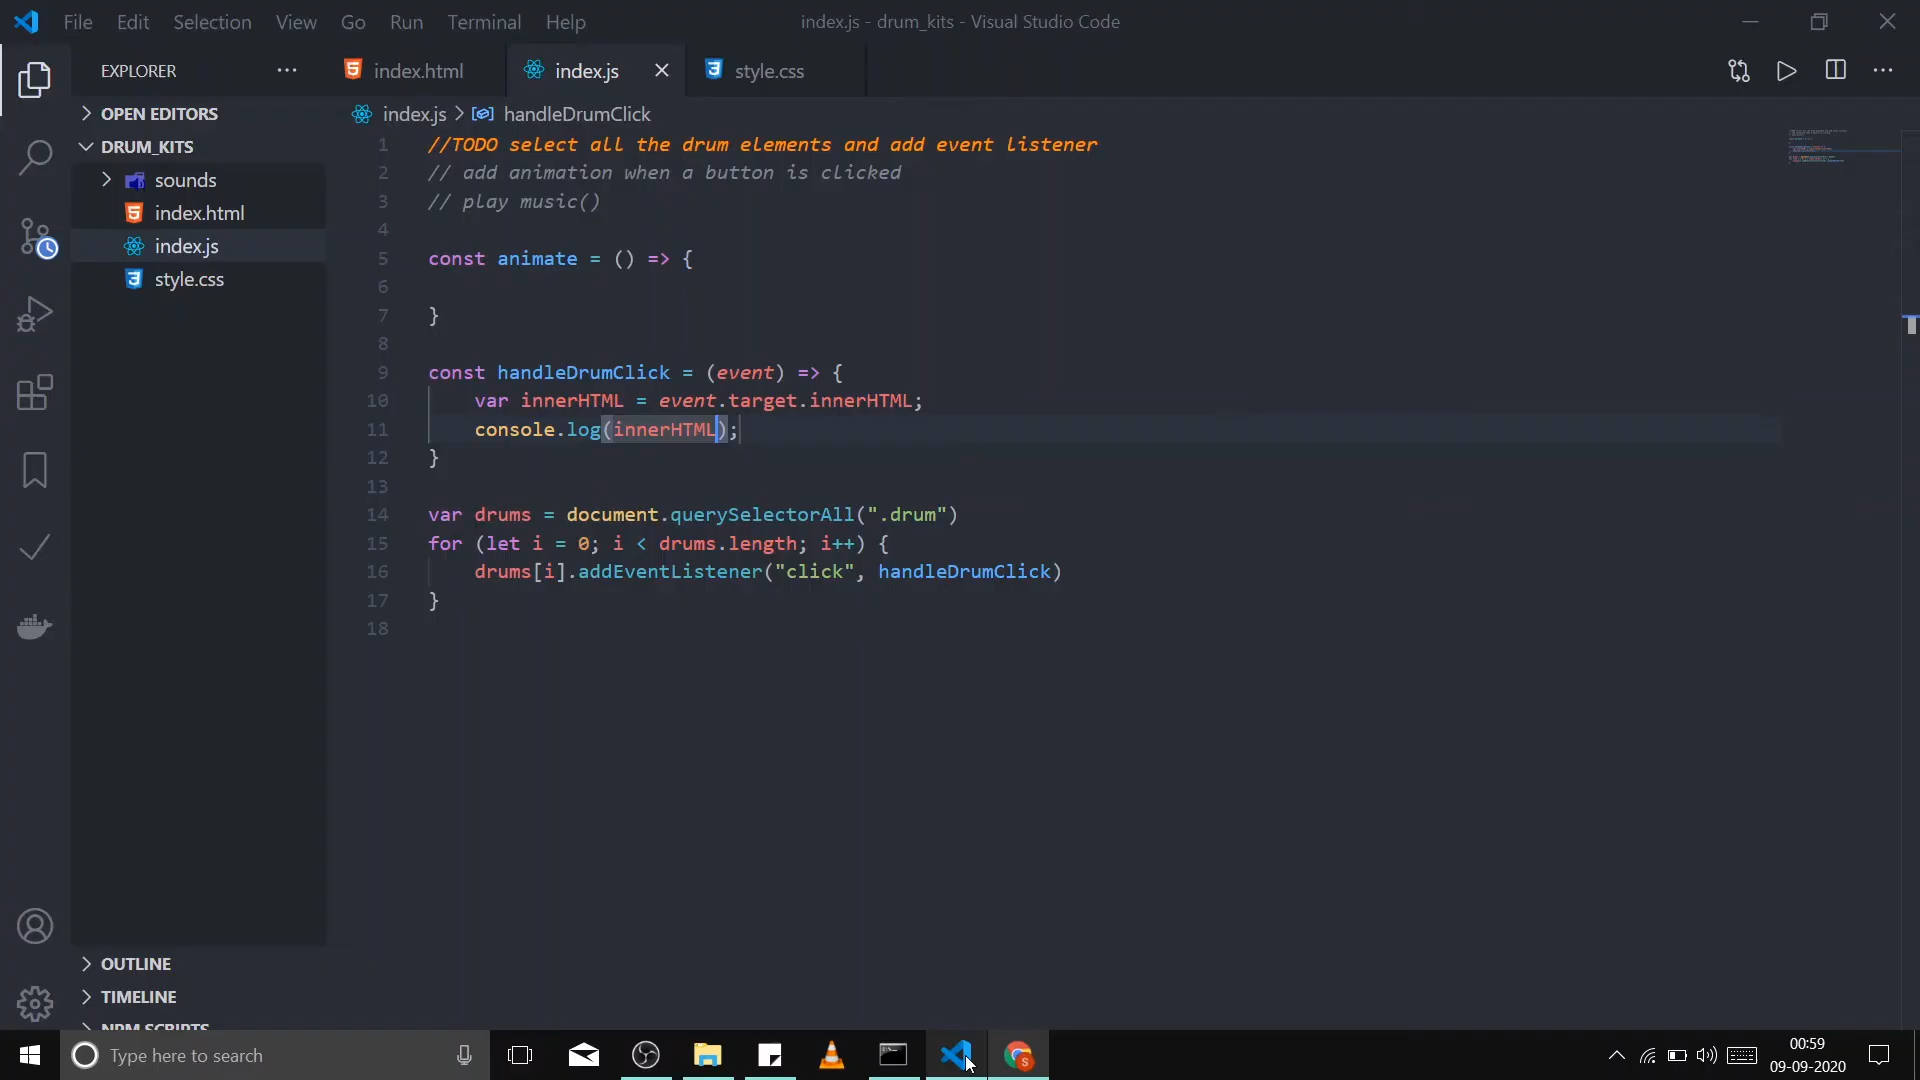 File Edit Selection View Go Run Terminal Help
index.js - drum_kits - Visual Studio Code
EXPLORER
index.html
index.js
style.css
OPEN EDITORS
DRUM_KITS
sounds
index.html
index.js
style.css
OUTLINE
TIMELINE
NPM SCRIPTS
index.js > handleDrumClick
1 //TODO select all the drum elements and add event listener
2 // add animation when a button is clicked
3 // play music()
4
5 const animate = () => {
6
7 }
8
9 const handleDrumClick = (event) => {
10 var innerHTML = event.target.innerHTML;
11 console.log(innerHTML);
12 }
13
14 var drums = document.querySelectorAll(".drum")
15 for (let i = 0; i < drums.length; i++) {
16 drums[i].addEventListener("click", handleDrumClick)
17 }
18
Type here to search
S
00:59
09-09-2020